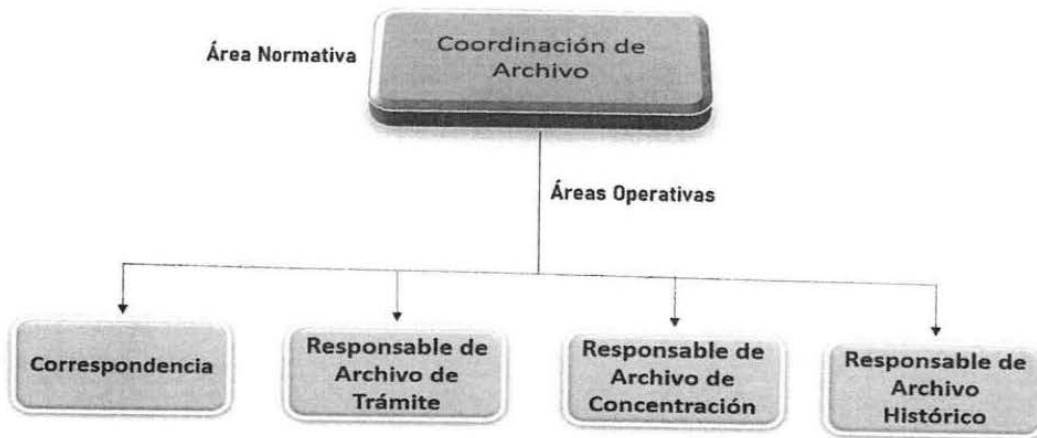 Área Normativa
Coordinación de
Archivo
Áreas Operativas
Correspondencia
Responsable de
Archivo de
Trámite
Responsable de
Archivo de
Concentración
Responsable de
Archivo
Histórico